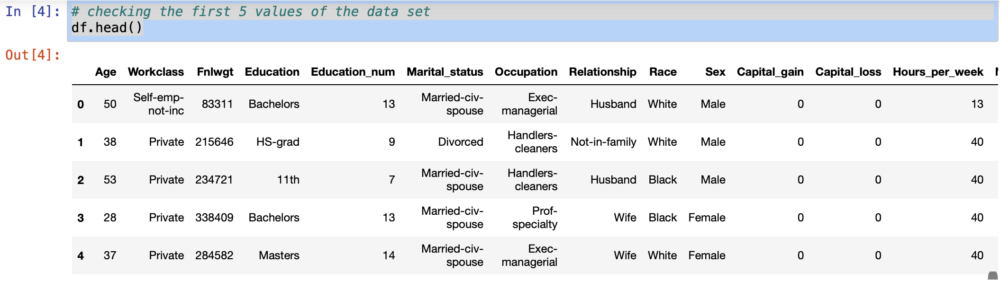 In [4]: # checking the first 5 values of the data set
df.head()
Out[4]:
Age Workclass Fnlwgt Education Education_num Marital_status Occupation Relationship Race Sex Capital_gain Capital_loss Hours_per_week
0 50 Self-emp-not-inc 83311 Bachelors 13 Married-civ-spouse Exec-managerial Husband White Male 0 0 13
1 38 Private 215646 HS-grad 9 Divorced Handlers-cleaners Not-in-family White Male 0 0 40
2 53 Private 234721 11th 7 Married-civ-spouse Handlers-cleaners Husband Black Male 0 0 40
3 28 Private 338409 Bachelors 13 Married-civ-spouse Prof-specialty Wife Black Female 0 0 40
4 37 Private 284582 Masters 14 Married-civ-spouse Exec-managerial Wife White Female 0 0 40